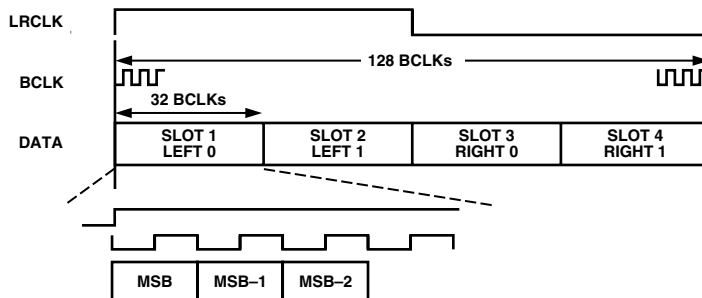 LRCLK
128 BCLKs
BCLK
32 BCLKs
DATA
SLOT 1
LEFT 0
SLOT 2
LEFT 1
SLOT 3
RIGHT 0
SLOT 4
RIGHT 1
MSB
MSB–1
MSB–2